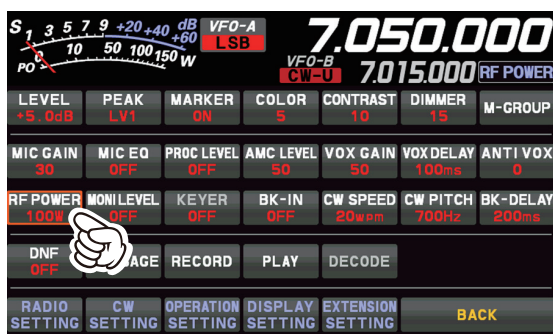 S 1 3 5 7 9 +20 +40 +60 dB
PO 0 10 50 100 150 W
VFO-A
LSB
7.050.000
VFO-B
CW-U
7.015.000
RF POWER
LEVEL PEAK MARKER COLOR CONTRAST DIMMER M-GROUP
+5.0dB LV1 ON 5 10 15
MIC GAIN MIC EQ PROC LEVEL AMC LEVEL VOX GAIN VOX DELAY ANTI VOX
30 OFF OFF 50 50 100ms 0
RF POWER MONI LEVEL KEYER BK-IN CW SPEED CW PITCH BK-DELAY
100W OFF OFF OFF 20wpm 700Hz 200ms
DNF AGE RECORD PLAY DECODE
OFF
RADIO CW OPERATION DISPLAY EXTENSION BACK
SETTING SETTING SETTING SETTING SETTING